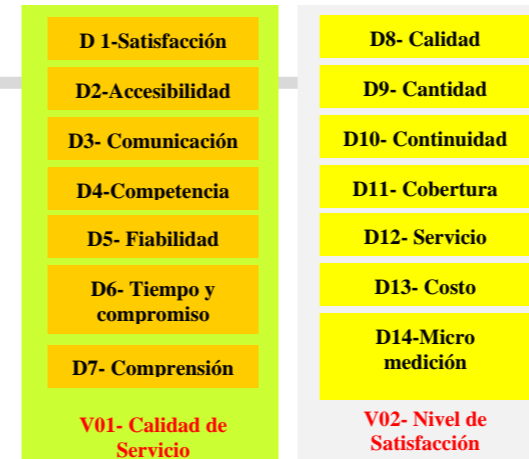 D 1-Satisfacción
D2-Accesibilidad
D3- Comunicación
D4-Competencia
D5- Fiabilidad
D6- Tiempo y
compromiso
D7- Comprensión
V01- Calidad de
Servicio
D8- Calidad
D9- Cantidad
D10- Continuidad
D11- Cobertura
D12- Servicio
D13- Costo
D14-Micro
medición
V02- Nivel de
Satisfacción